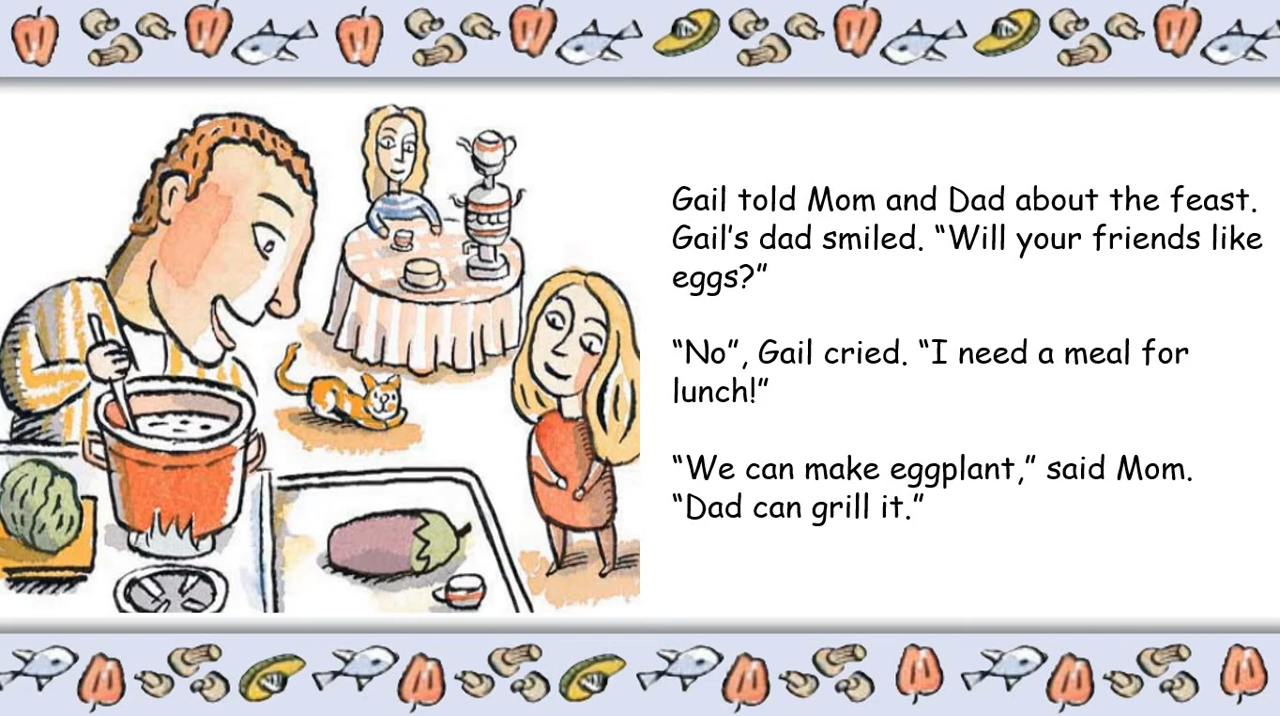 Gail told Mom and Dad about the feast.
Gail's dad smiled. “Will your friends like
eggs?”
“No”, Gail cried. “I need a meal for
lunch!”
“We can make eggplant,” said Mom.
“Dad can grill it.”